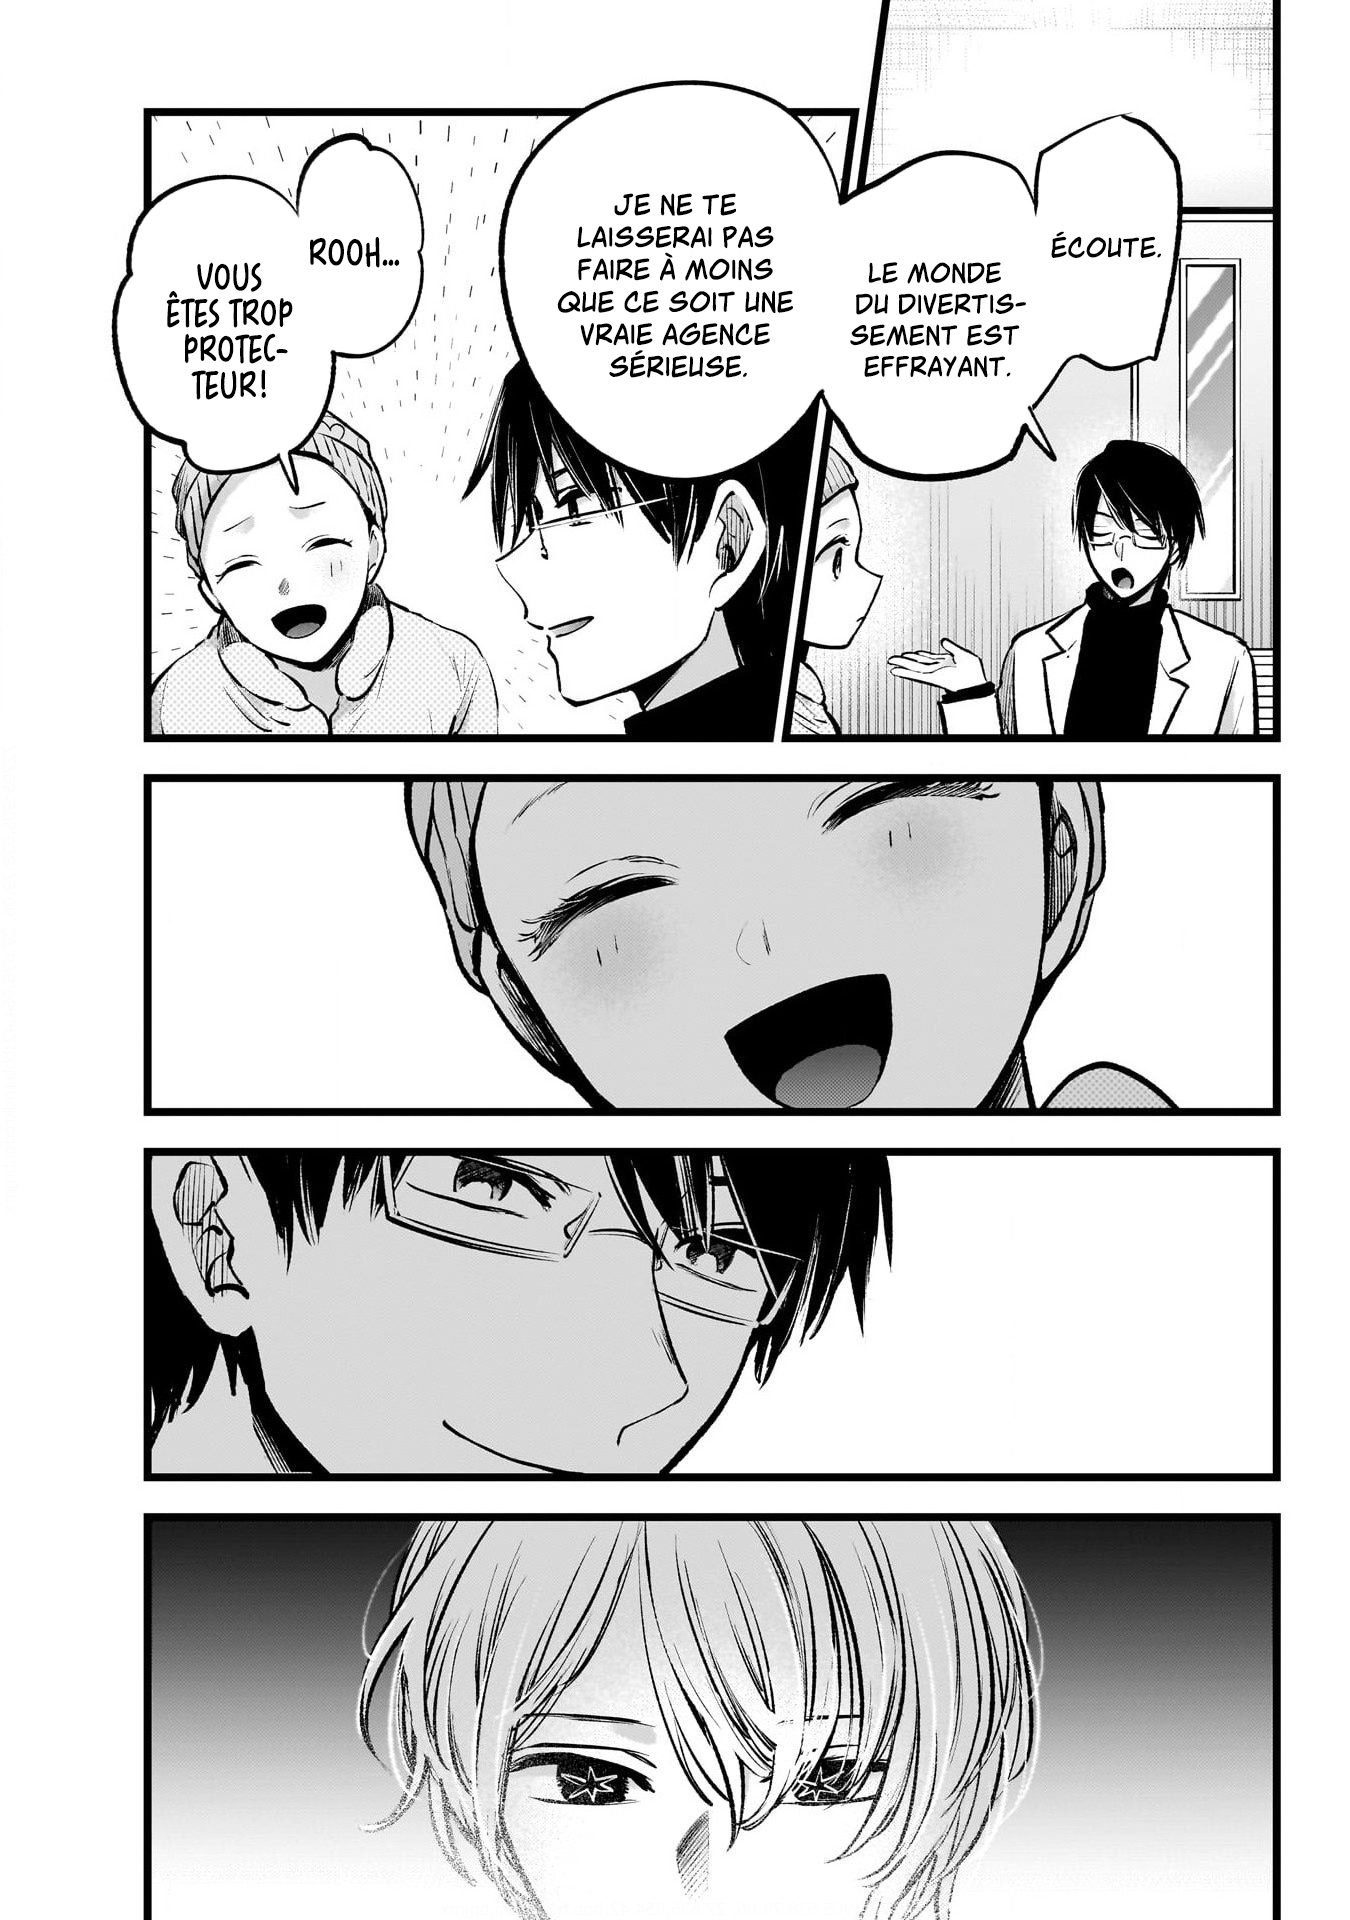 ÉCOUTE.
LE MONDE
DU DIVERTIS-
SEMENT EST
EFFRAYANT.
JE NE TE
LAISSERAI PAS
FAIRE À MOINS
QUE CE SOIT UNE
VRAIE AGENCE
SÉRIEUSE.
ROOH...
VOUS
ÊTES TROP
PROTEC-
TEUR!